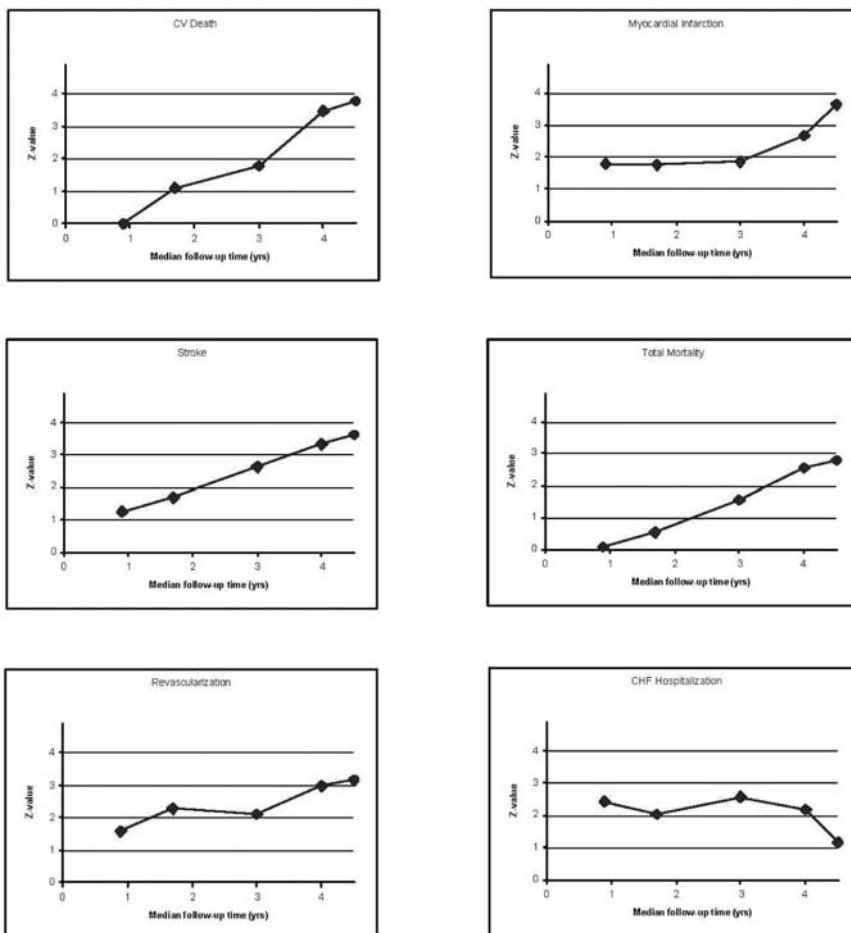 CV Death
4
3
2
1
0
0 1 2 3 4
Z-value
Median follow-up time (yrs)
Myocardial Infarction
4
3
2
1
0
0 1 2 3 4
Z-value
Median follow-up time (yrs)
Stroke
4
3
2
1
0
0 1 2 3 4
Z-value
Median follow-up time (yrs)
Total Mortality
4
3
2
1
0
0 1 2 3 4
Z-value
Median follow-up time (yrs)
Revascularization
4
3
2
1
0
0 1 2 3 4
Z-value
Median follow-up time (yrs)
CHF Hospitalization
4
3
2
1
0
0 1 2 3 4
Z-value
Median follow-up time (yrs)